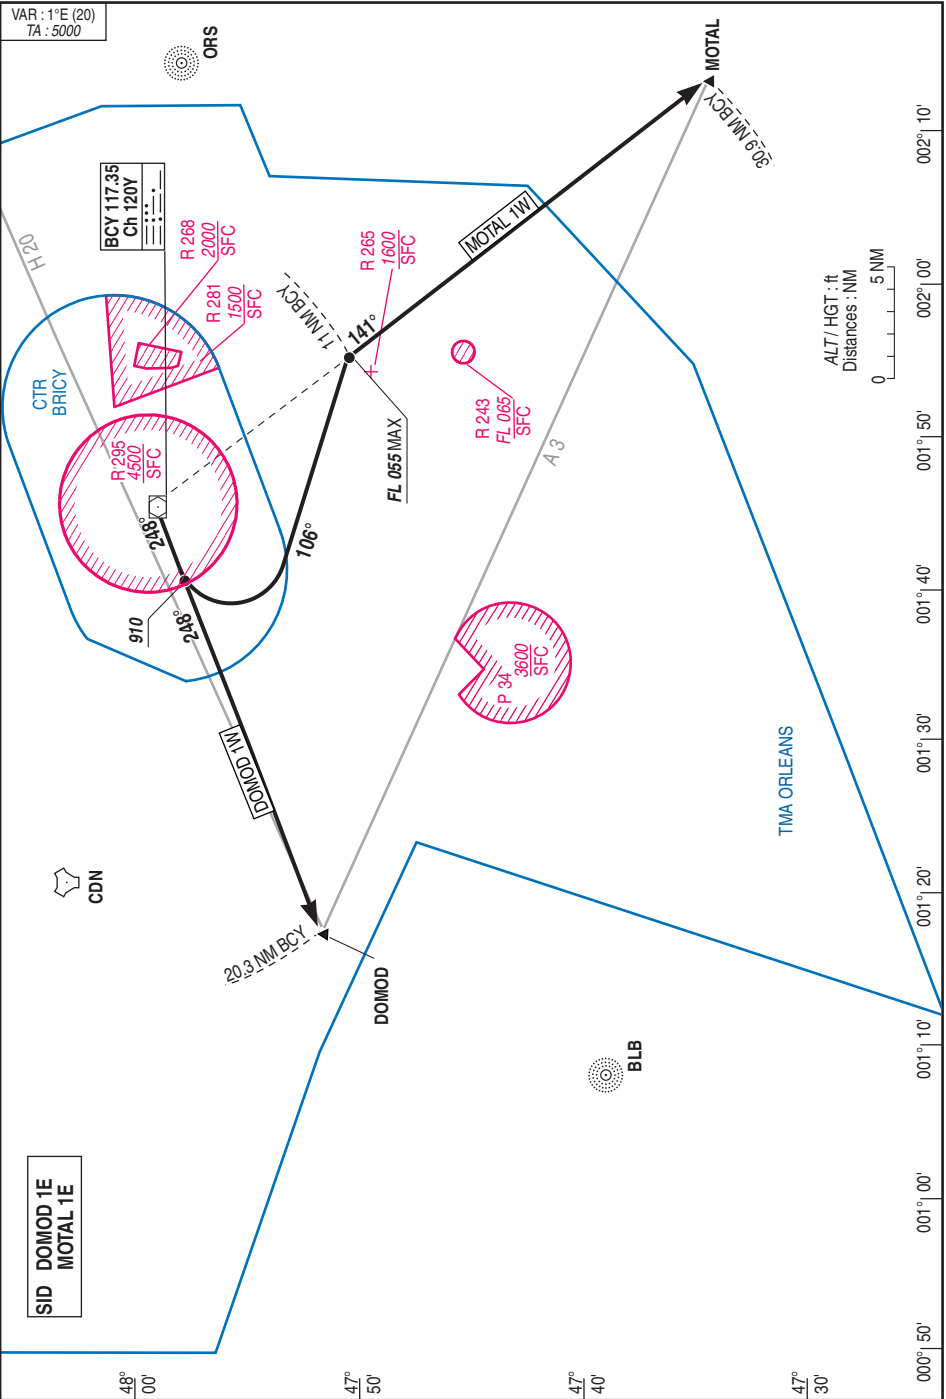 VAR : 1°E (20)
TA : 5000
ORS
MOTAL
30,9 NM BCY
BCY 117.35
Ch 120Y
H 20
R 268
2000
SFC
R 281
1500
SFC
CTR
BRICY
R 295
4500
SFC
11 NM BCY
R 265
1600
SFC
MOTAL 1W
141°
FL 055 MAX
R 243
FL 065
SFC
A 3
248°
106°
910
248°
P 34
3600
SFC
DOMOD 1W
CDN
20,3 NM BCY
DOMOD
TMA ORLEANS
BLB
ALT / HGT : ft
Distances : NM
0
5 NM
SID DOMOD 1E
MOTAL 1E
002° 10'
002° 00'
001° 50'
001° 40'
001° 30'
001° 20'
001° 10'
001° 00'
000° 50'
48° 00'
47° 50'
47° 40'
47° 30'